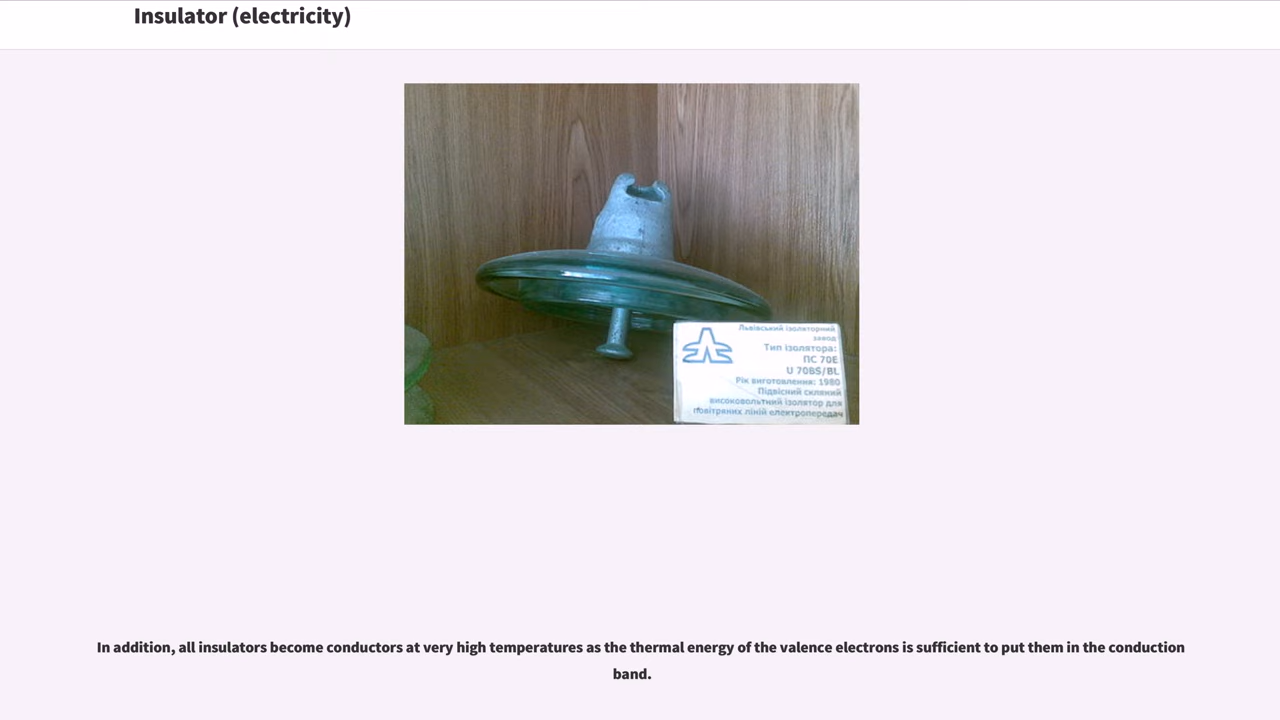 Insulator (electricity)
Львівський ізоляторний
завод
Тип ізолятора:
ПС 70Е
U 70BS/BL
Рік виготовлення: 1980
Підвісний скляний
високовольтний ізолятор для
повітряних ліній електропередач
In addition, all insulators become conductors at very high temperatures as the thermal energy of the valence electrons is sufficient to put them in the conduction
band.